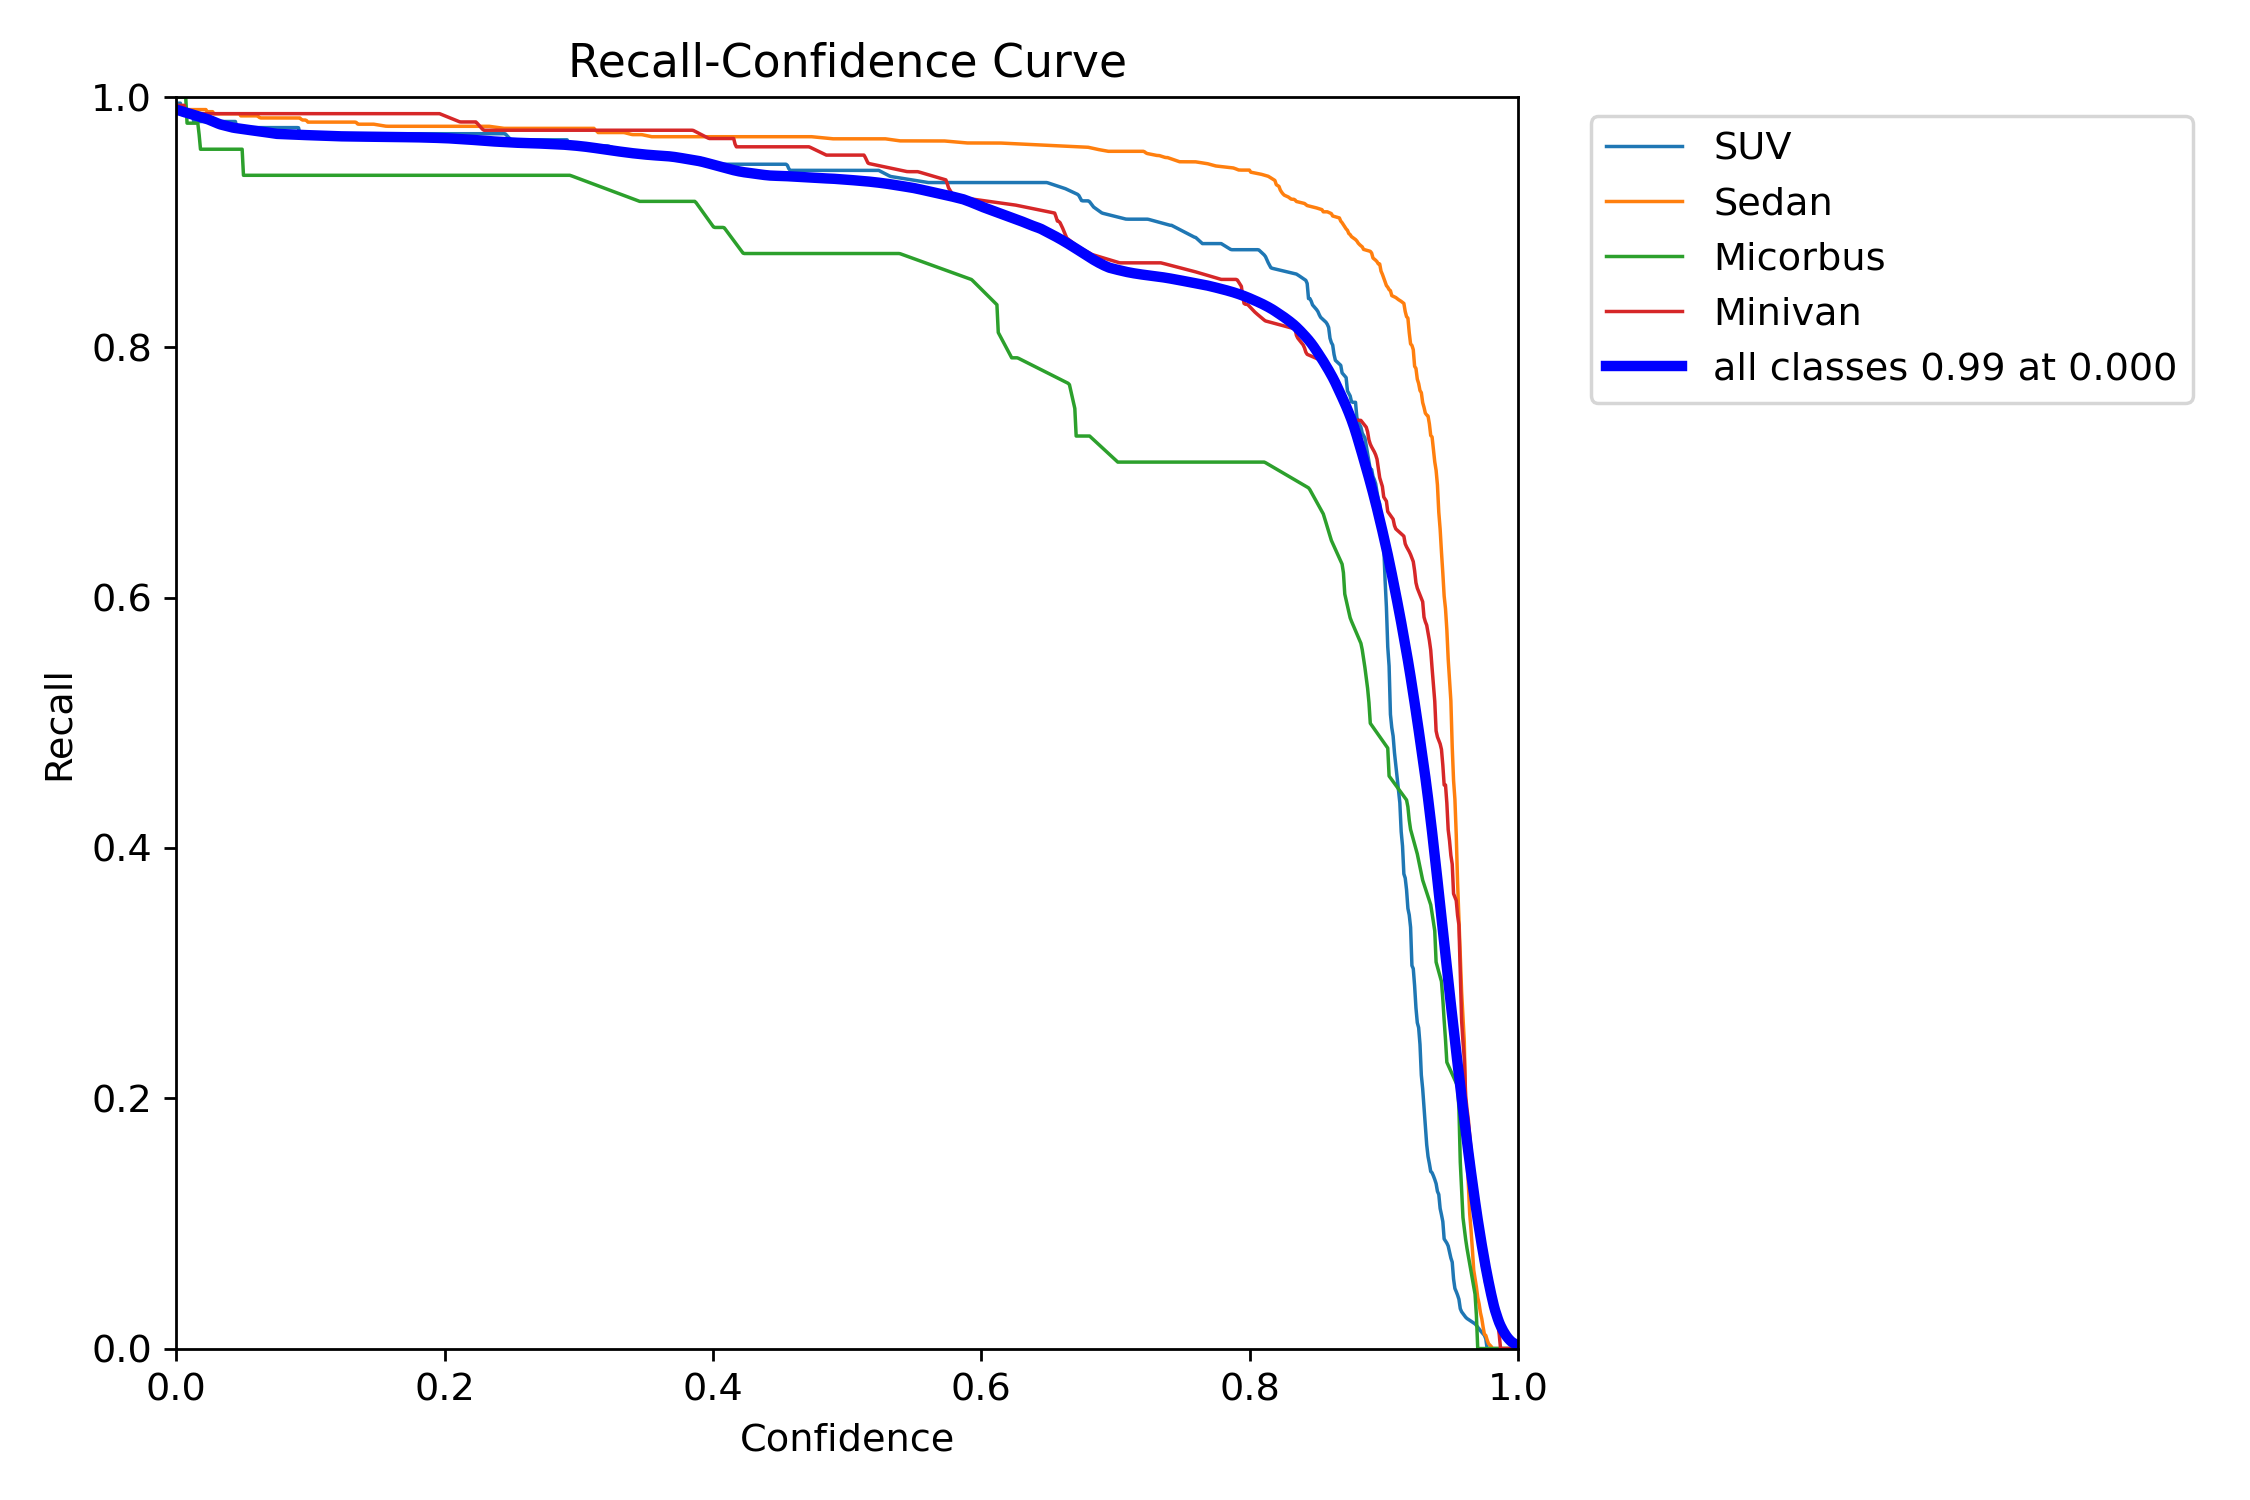 Recall-Confidence Curve
1.0
0.8
0.6
0.4
0.2
0.0
Recall
0.0 0.2 0.4 0.6 0.8 1.0
Confidence
SUV
Sedan
Micorbus
Minivan
all classes 0.99 at 0.000